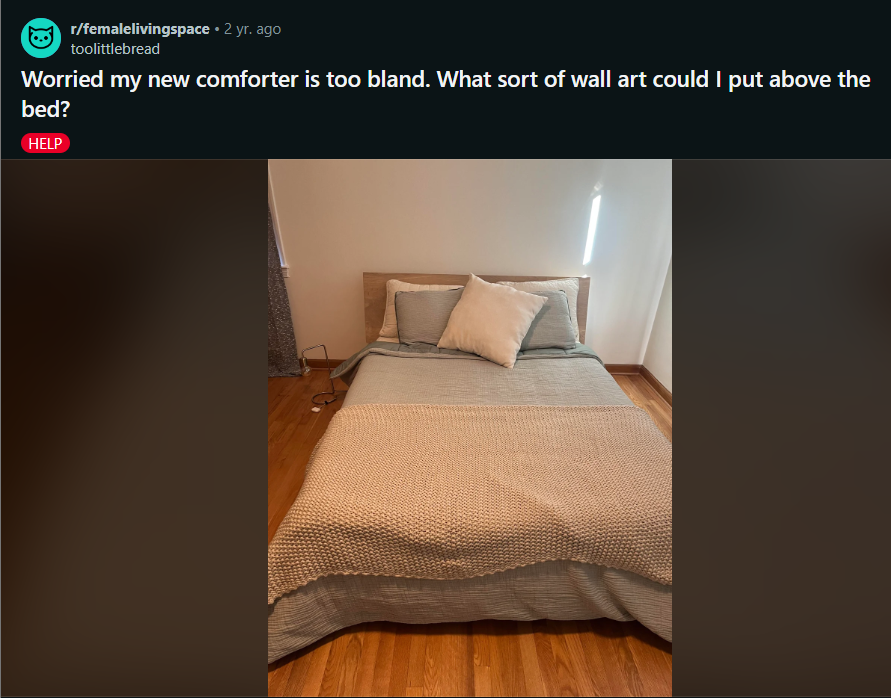 r/femalelivingspace • 2 yr. ago
toolittlebread
Worried my new comforter is too bland. What sort of wall art could I put above the
bed?
HELP